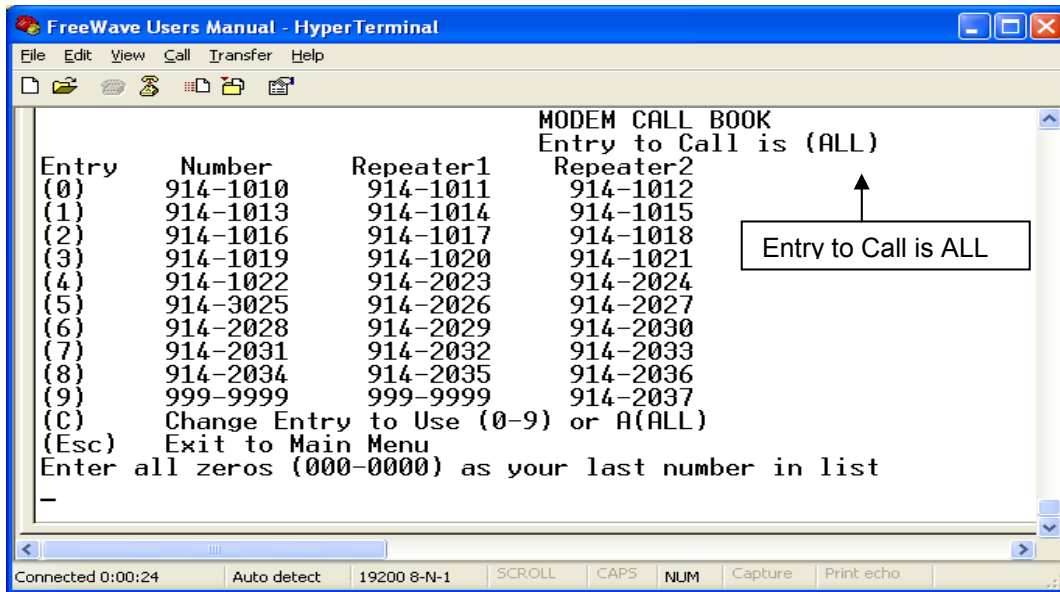 FreeWave Users Manual - HyperTerminal
File Edit View Call Transfer Help
MODEM CALL BOOK
Entry to Call is (ALL)
Entry Number Repeater1 Repeater2
(0) 914-1010 914-1011 914-1012
(1) 914-1013 914-1014 914-1015
(2) 914-1016 914-1017 914-1018
(3) 914-1019 914-1020 914-1021
(4) 914-1022 914-2023 914-2024
(5) 914-3025 914-2026 914-2027
(6) 914-2028 914-2029 914-2030
(7) 914-2031 914-2032 914-2033
(8) 914-2034 914-2035 914-2036
(9) 999-9999 999-9999 914-2037
(C) Change Entry to Use (0-9) or A(ALL)
(Esc) Exit to Main Menu
Enter all zeros (000-0000) as your last number in list
Entry to Call is ALL
Connected 0:00:24 Auto detect 19200 8-N-1 SCROLL CAPS NUM Capture Print echo